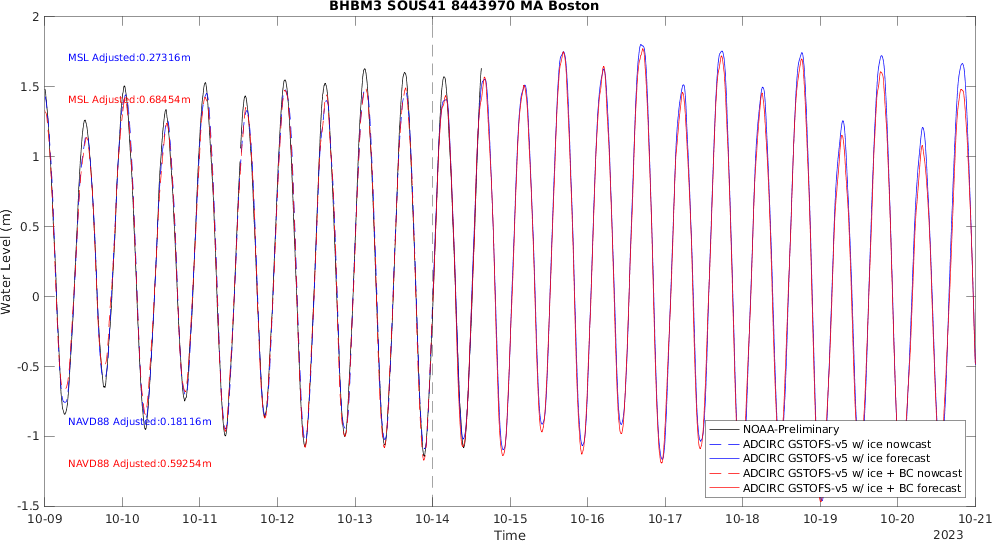 BHBM3 SOUS41 8443970 MA Boston
2
1.5
1
0.5
0
-0.5
-1
-1.5
Water Level (m)
MSL Adjusted:0.27316m
MSL Adjusted:0.68454m
NAVD88 Adjusted:0.18116m
NAVD88 Adjusted:0.59254m
NOAA-Preliminary
ADCIRC GSTOFS-v5 w/ ice nowcast
ADCIRC GSTOFS-v5 w/ ice forecast
ADCIRC GSTOFS-v5 w/ ice + BC nowcast
ADCIRC GSTOFS-v5 w/ ice + BC forecast
10-09 10-10 10-11 10-12 10-13 10-14 10-15 10-16 10-17 10-18 10-19 10-20 10-21
Time
2023